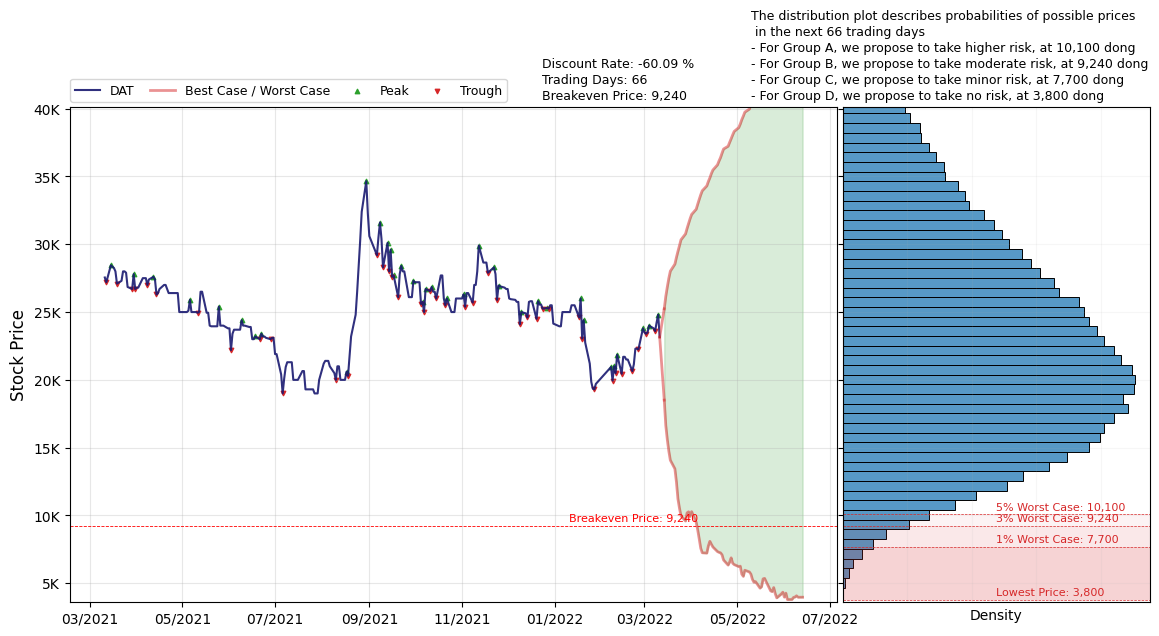 The distribution plot describes probabilities of possible prices
in the next 66 trading days
- For Group A, we propose to take higher risk, at 10,100 dong
- For Group B, we propose to take moderate risk, at 9,240 dong
- For Group C, we propose to take minor risk, at 7,700 dong
- For Group D, we propose to take no risk, at 3,800 dong
Discount Rate: -60.09 %
Trading Days: 66
Breakeven Price: 9,240
DAT Best Case / Worst Case Peak Trough
Stock Price
40K
35K
30K
25K
20K
15K
10K
5K
Breakeven Price: 9,240
03/2021 05/2021 07/2021 09/2021 11/2021 01/2022 03/2022 05/2022 07/2022
5% Worst Case: 10,100
3% Worst Case: 9,240
1% Worst Case: 7,700
Lowest Price: 3,800
Density